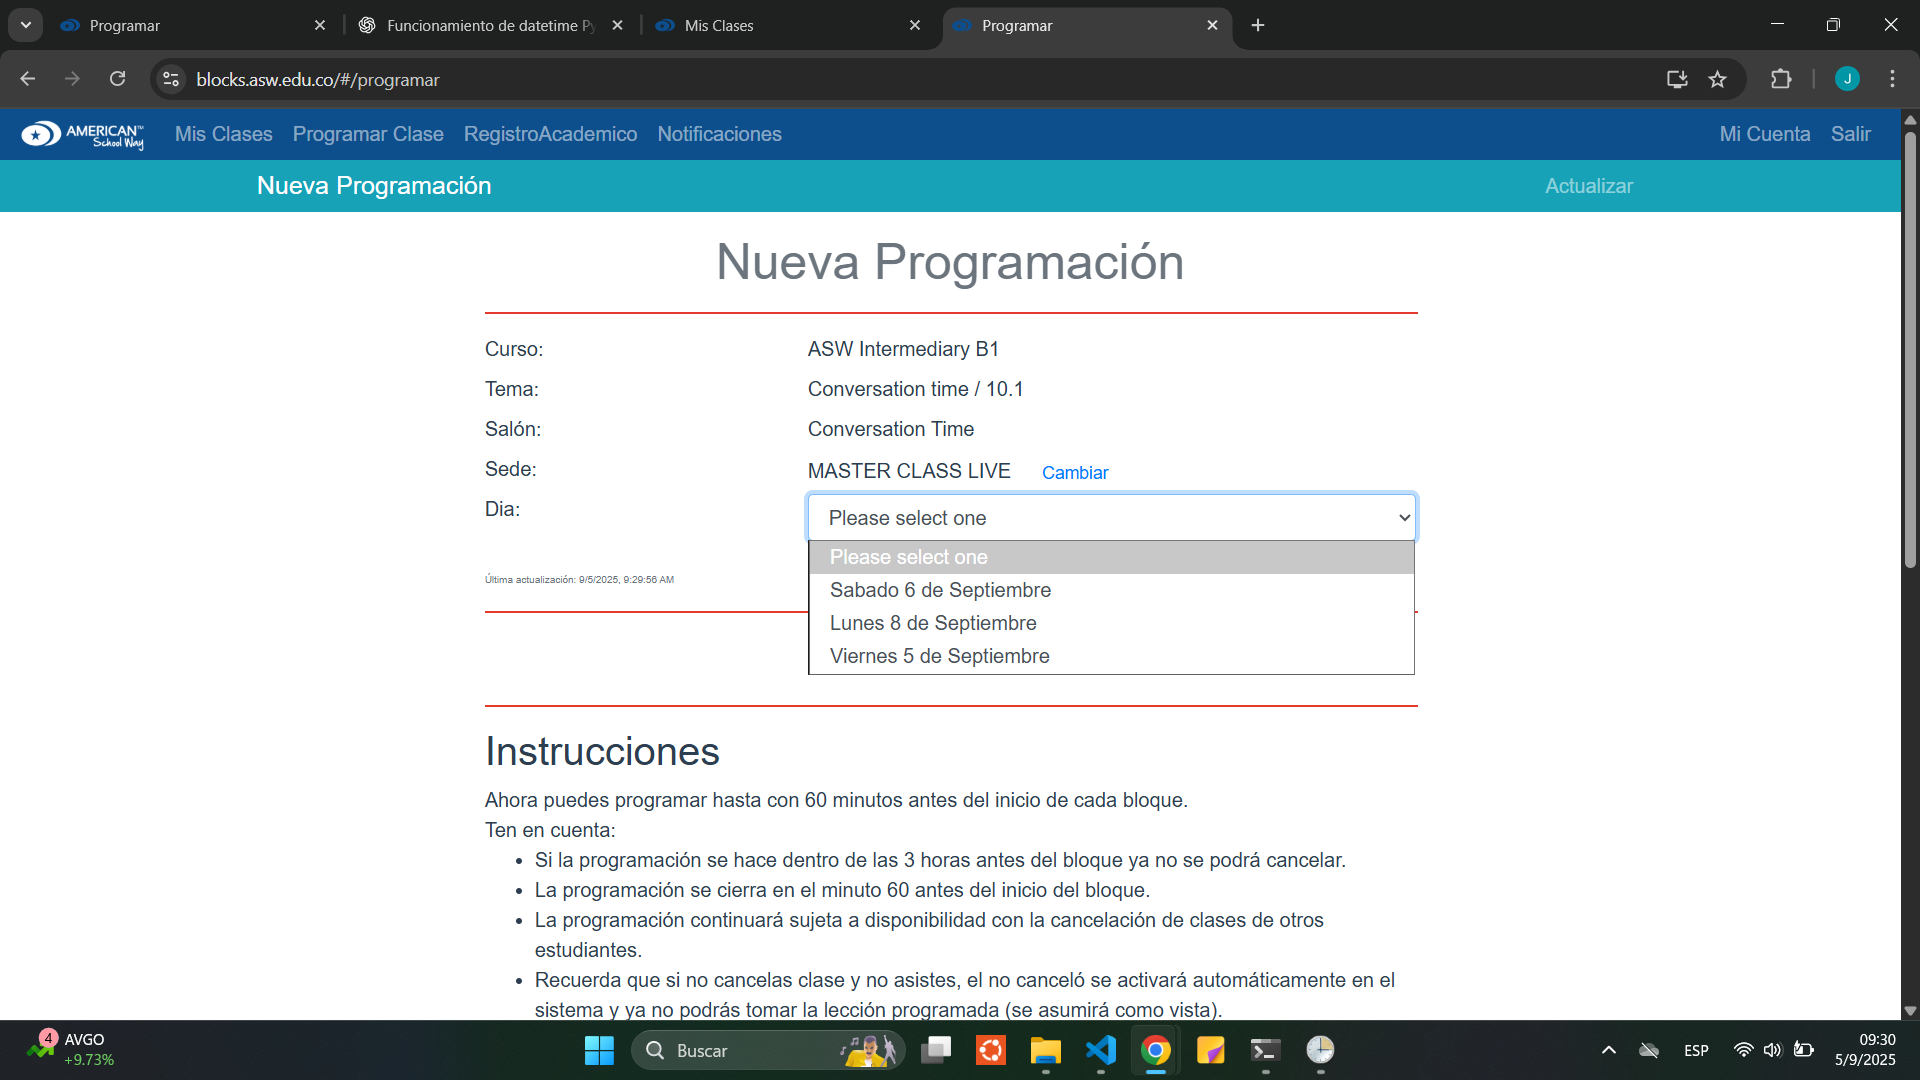 Programar
Funcionamiento de datetime Py
Mis Clases
Programar
blocks.asw.edu.co/#/programar
J
AMERICAN
School Way
Mis Clases
Programar Clase
RegistroAcademico
Notificaciones
Mi Cuenta
Salir
Nueva Programación
Actualizar
Nueva Programación
Curso:
ASW Intermediary B1
Tema:
Conversation time / 10.1
Salón:
Conversation Time
Sede:
MASTER CLASS LIVE
Cambiar
Dia:
Please select one
Please select one
Sabado 6 de Septiembre
Lunes 8 de Septiembre
Viernes 5 de Septiembre
Última actualización: 9/5/2025, 9:29:56 AM
Instrucciones
Ahora puedes programar hasta con 60 minutos antes del inicio de cada bloque.
Ten en cuenta:
Si la programación se hace dentro de las 3 horas antes del bloque ya no se podrá cancelar.
La programación se cierra en el minuto 60 antes del inicio del bloque.
La programación continuará sujeta a disponibilidad con la cancelación de clases de otros
estudiantes.
Recuerda que si no cancelas clase y no asistes, el no canceló se activará automáticamente en el
sistema y ya no podrás tomar la lección programada (se asumirá como vista).
4
AVGO
+9.73%
Buscar
ESP
09:30
5/9/2025